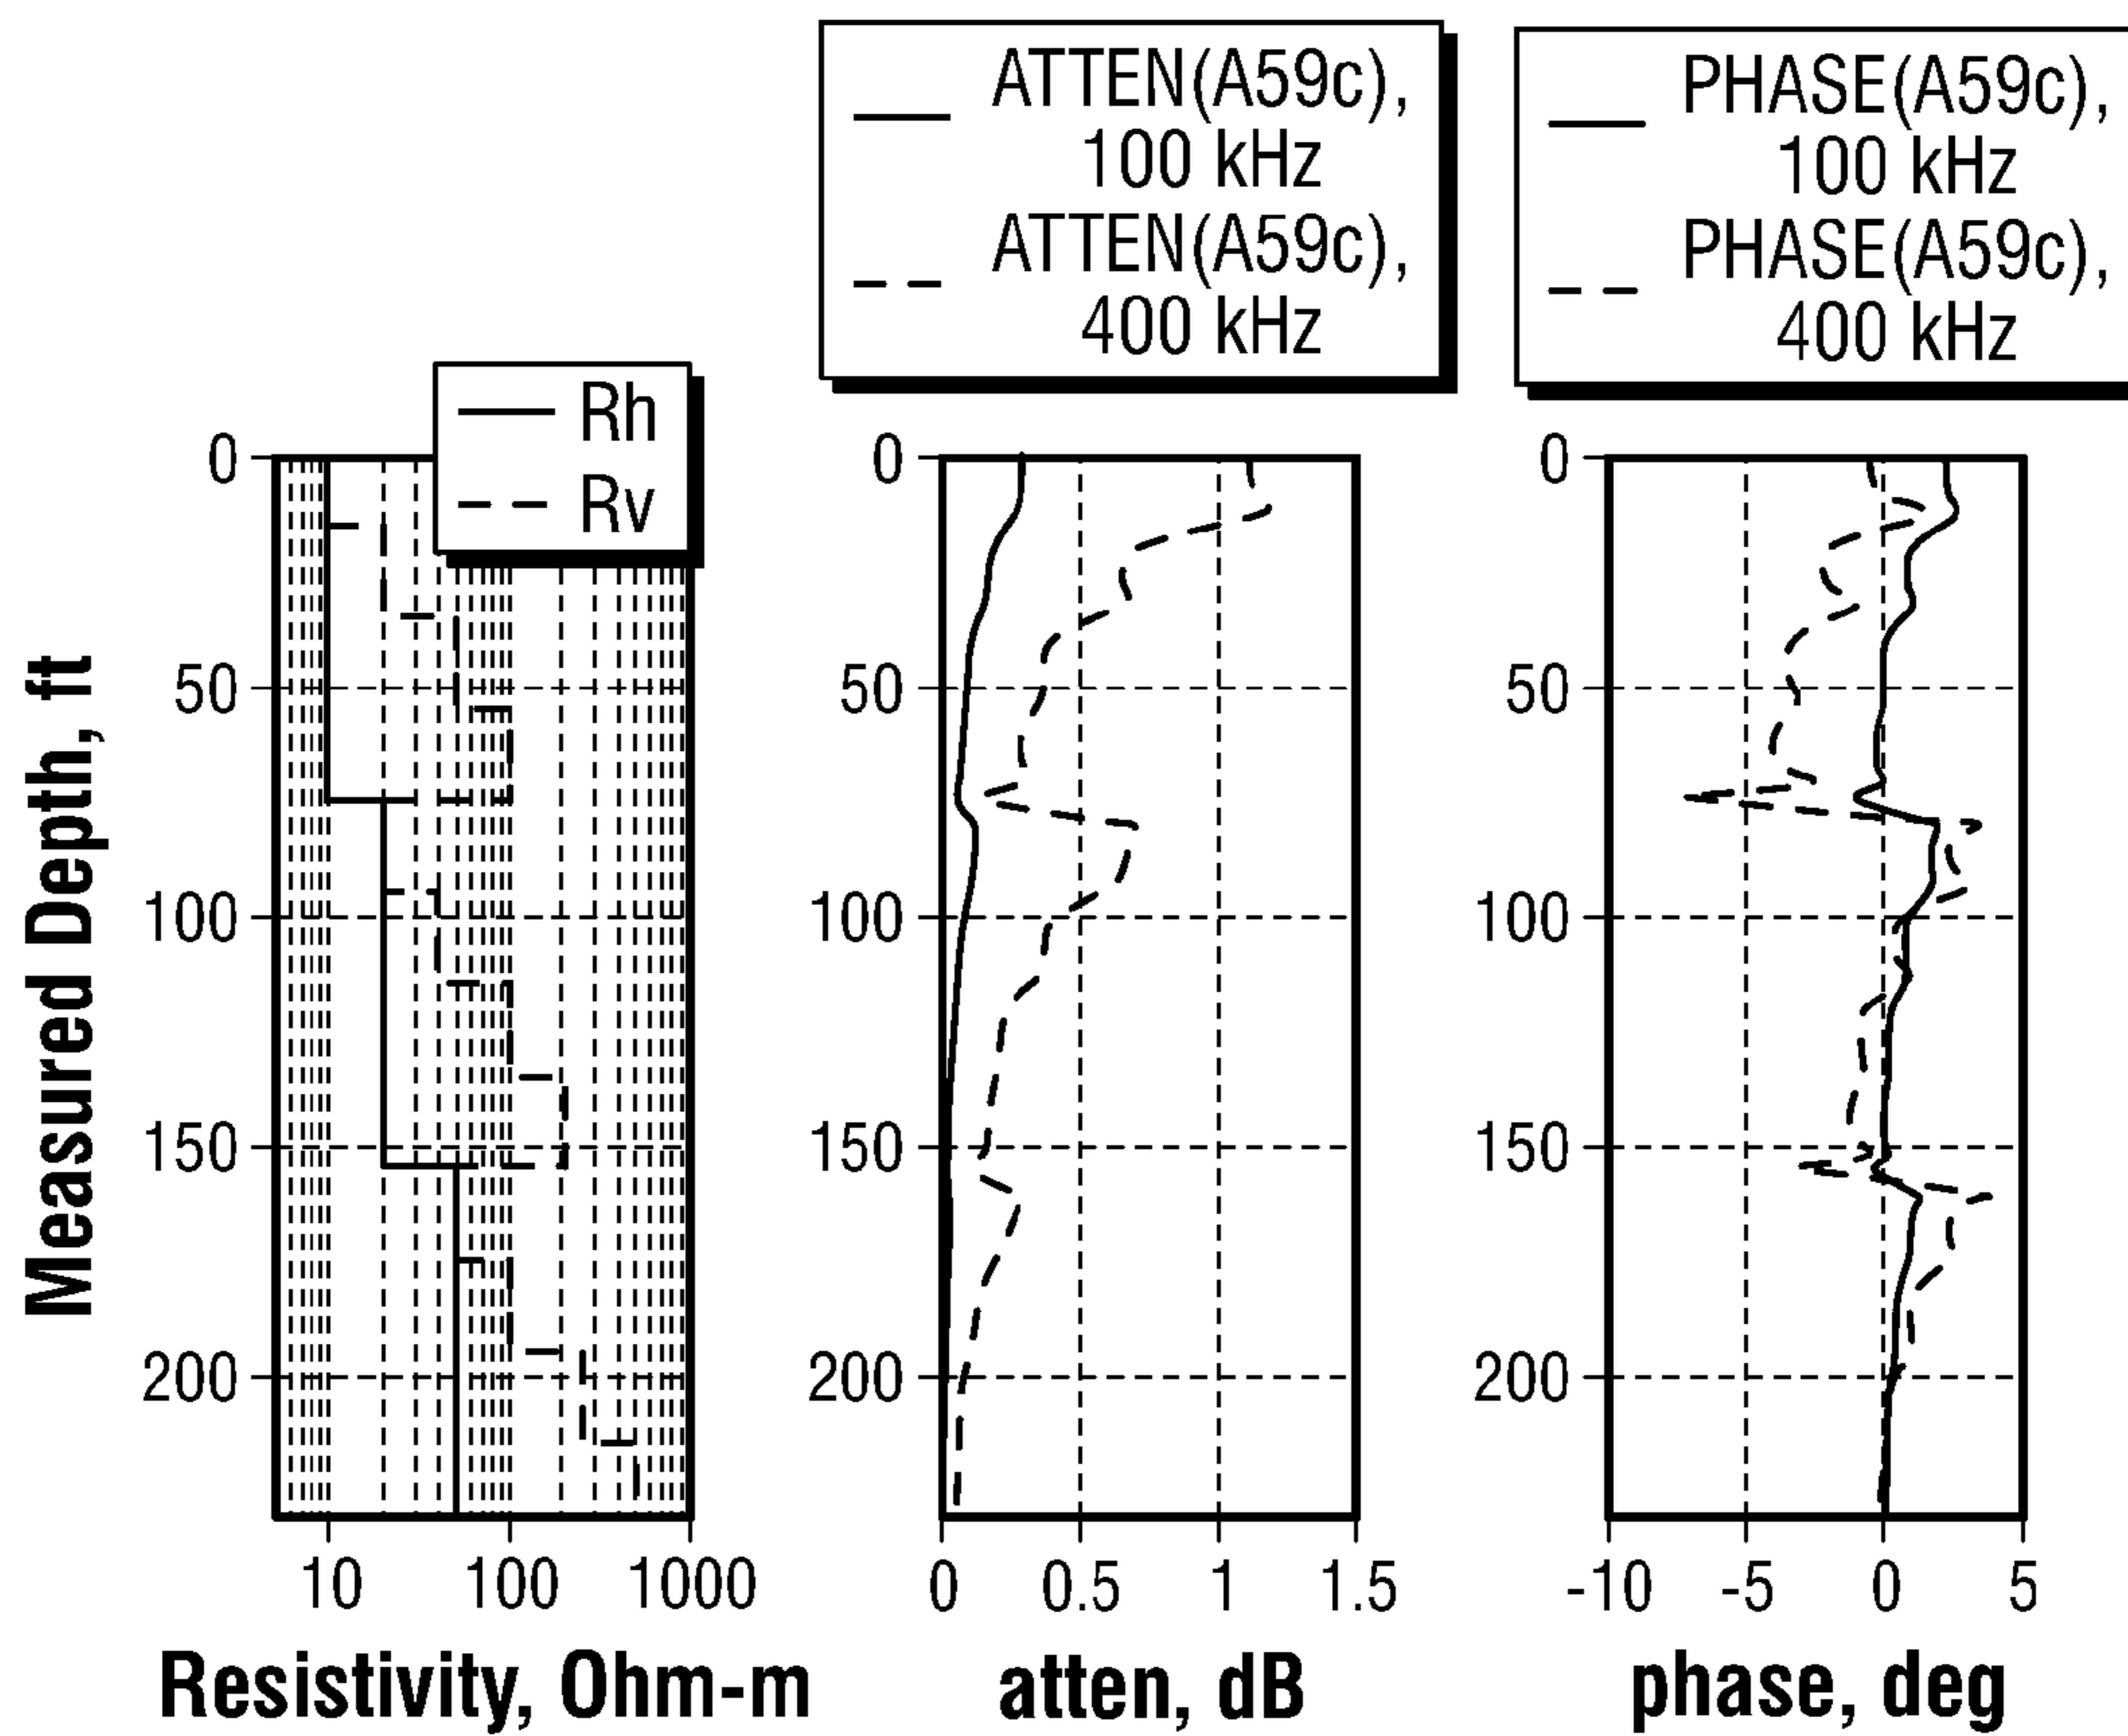 ATTEN(A59c),
100 kHz
ATTEN(A59c),
400 kHz
PHASE(A59c),
100 kHz
PHASE(A59c),
400 kHz
Rh
Rv
Measured Depth, ft
0
50
100
150
200
10 100 1000
Resistivity, Ohm-m
0
50
100
150
200
0 0.5 1 1.5
atten, dB
0
50
100
150
200
-10 -5 0 5
phase, deg